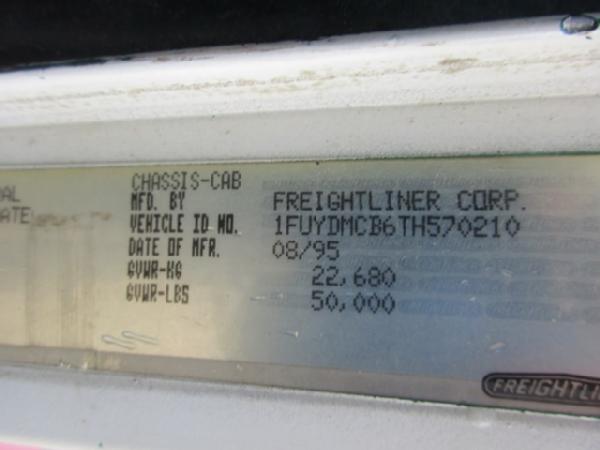 CHASSIS-CAB
MFD. BY FREIGHTLINER CORP.
VEHICLE ID NO. 1FUYDMCB6TH570210
DATE OF MFR. 08/95
GVWR-KG 22,680
GVWR-LBS 50,000
FREIGHTLIN